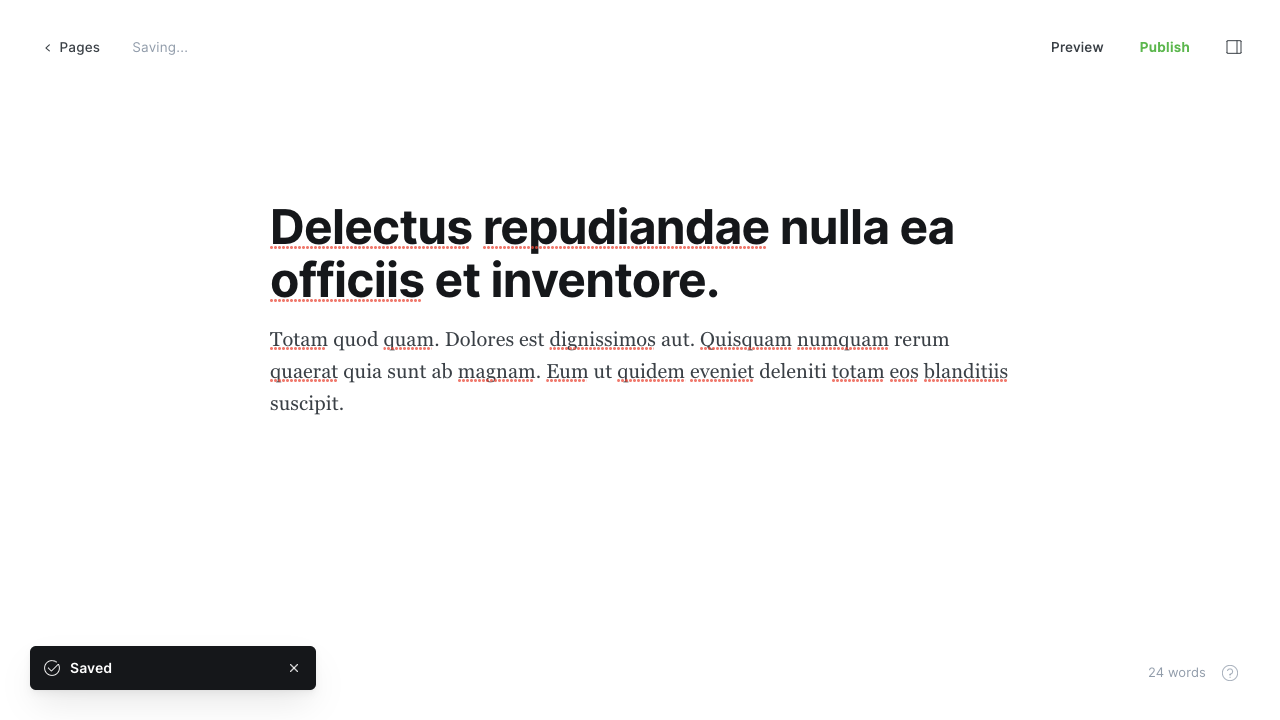 Pages
Saving...
Preview
Publish
Delectus repudiandae nulla ea
officiis et inventore.
Totam quod quam. Dolores est dignissimos aut. Quisquam numquam rerum
quaerat quia sunt ab magnam. Eum ut quidem eveniet deleniti totam eos blanditiis
suscipit.
Saved
24 words